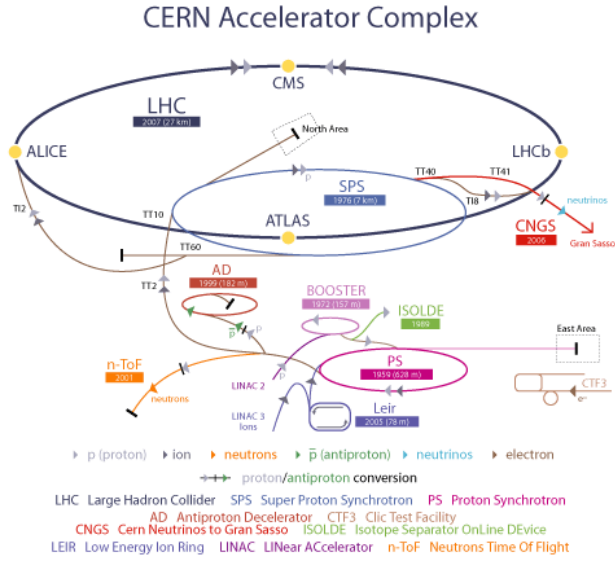 CERN Accelerator Complex
CMS
LHC
2007 (27 km)
North Area
ALICE
LHCb
p
SPS
1976 (7 km)
TT40
TT41
TI2
TI8
neutrinos
TT10
ATLAS
CNGS
2006
Gran Sasso
TT60
AD
1999 (182 m)
TT2
BOOSTER
1972 (157 m)
ISOLDE
1989
p̅
p
East Area
n-ToF
2001
PS
1959 (628 m)
LINAC 2
p
neutrons
CTF3
e-
LINAC 3
Ions
Leir
2005 (78 m)
p (proton) ion neutrons p̅ (antiproton) neutrinos electron
proton/antiproton conversion
LHC Large Hadron Collider SPS Super Proton Synchrotron PS Proton Synchrotron
AD Antiproton Decelerator CTF3 Clic Test Facility
CNGS Cern Neutrinos to Gran Sasso ISOLDE Isotope Separator OnLine DEvice
LEIR Low Energy Ion Ring LINAC LINear ACcelerator n-ToF Neutrons Time Of Flight